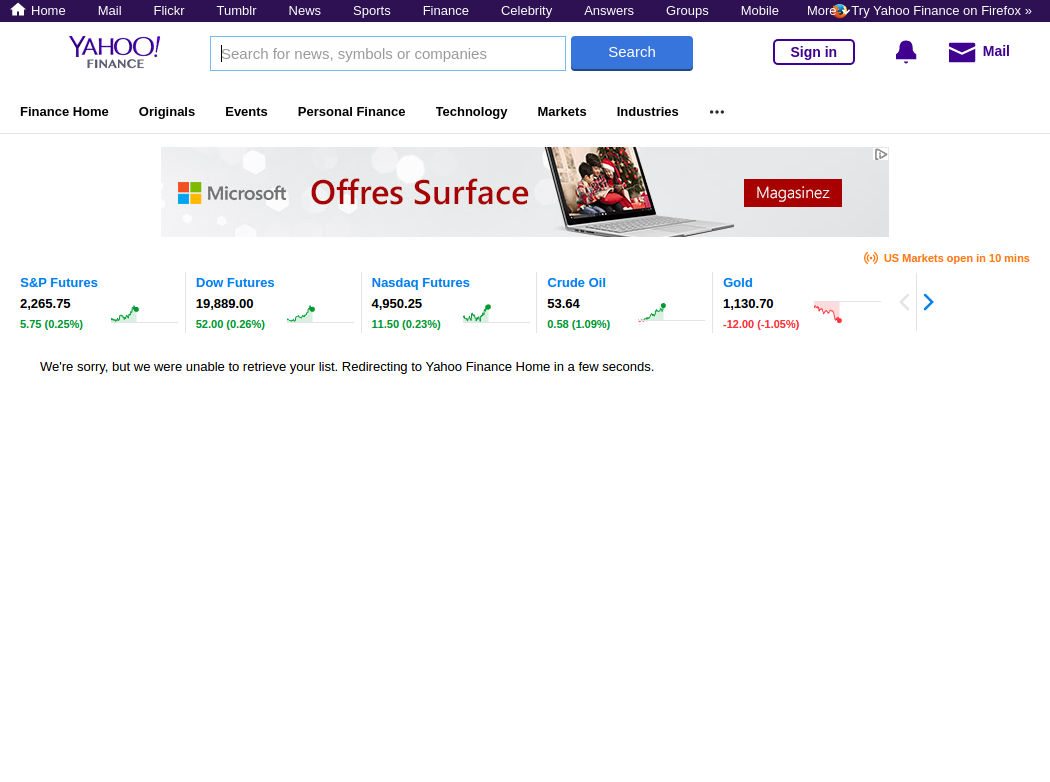 Home Mail Flickr Tumblr News Sports Finance Celebrity Answers Groups Mobile More Try Yahoo Finance on Firefox »
YAHOO!
FINANCE
Search for news, symbols or companies
Search
Sign in
Mail
Finance Home Originals Events Personal Finance Technology Markets Industries •••
Microsoft Offres Surface Magasinez
US Markets open in 10 mins
S&P Futures Dow Futures Nasdaq Futures Crude Oil Gold
2,265.75 19,889.00 4,950.25 53.64 1,130.70
5.75 (0.25%) 52.00 (0.26%) 11.50 (0.23%) 0.58 (1.09%) -12.00 (-1.05%)
We're sorry, but we were unable to retrieve your list. Redirecting to Yahoo Finance Home in a few seconds.